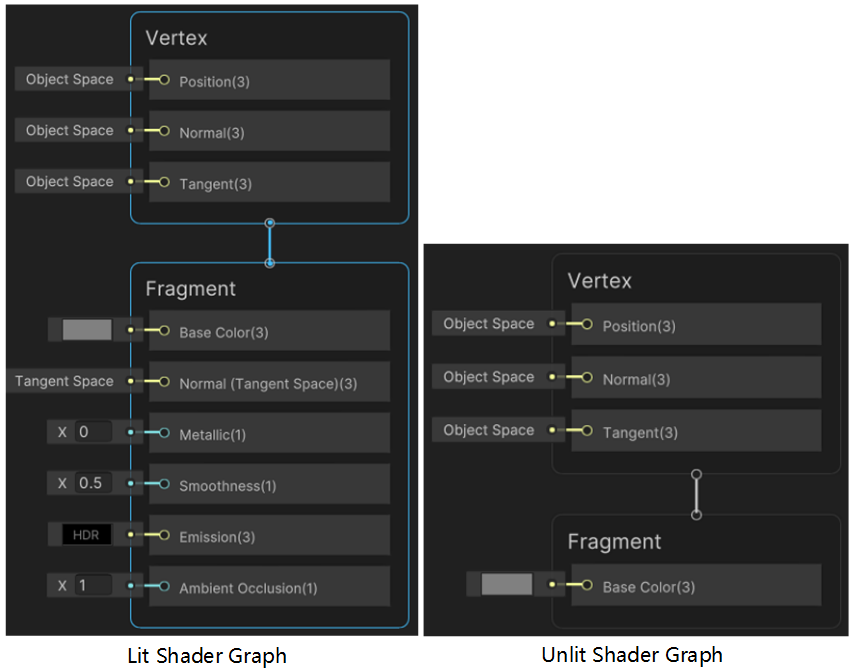 Vertex
Object Space Position(3)
Object Space Normal(3)
Object Space Tangent(3)
Fragment
Base Color(3)
Tangent Space Normal (Tangent Space)(3)
X 0 Metallic(1)
X 0.5 Smoothness(1)
HDR Emission(3)
X 1 Ambient Occlusion(1)
Lit Shader Graph
Vertex
Object Space Position(3)
Object Space Normal(3)
Object Space Tangent(3)
Fragment
Base Color(3)
Unlit Shader Graph